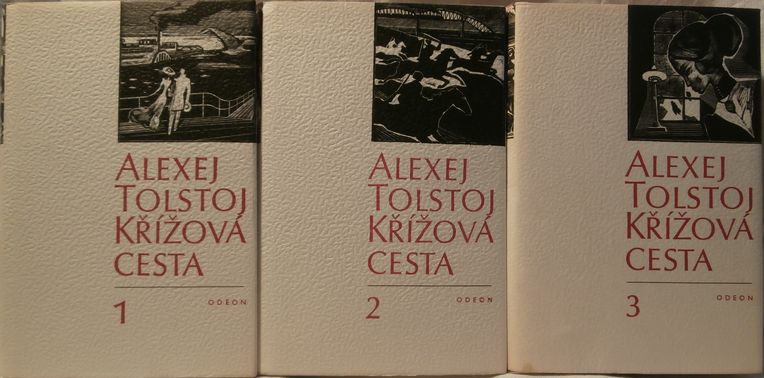 ALEXEJ
TOLSTOJ
KŘÍŽOVÁ
CESTA
1
ODEON
ALEXEJ
TOLSTOJ
KŘÍŽOVÁ
CESTA
2
ODEON
ALEXEJ
TOLSTOJ
KŘÍŽOVÁ
CESTA
3
ODEON